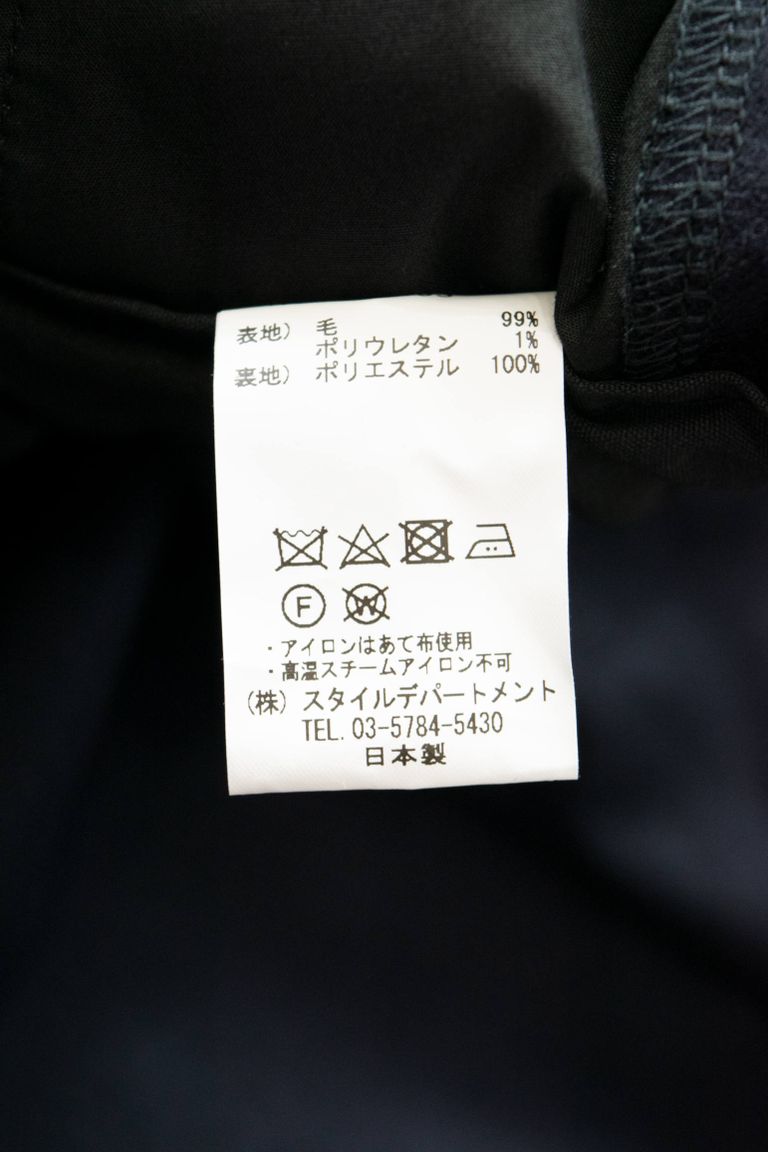 表地) 毛 99%
ポリウレタン 1%
裏地) ポリエステル 100%
F W
・アイロンはあて布使用
・高温スチームアイロン不可
(株) スタイルデパートメント
TEL. 03-5784-5430
日本製